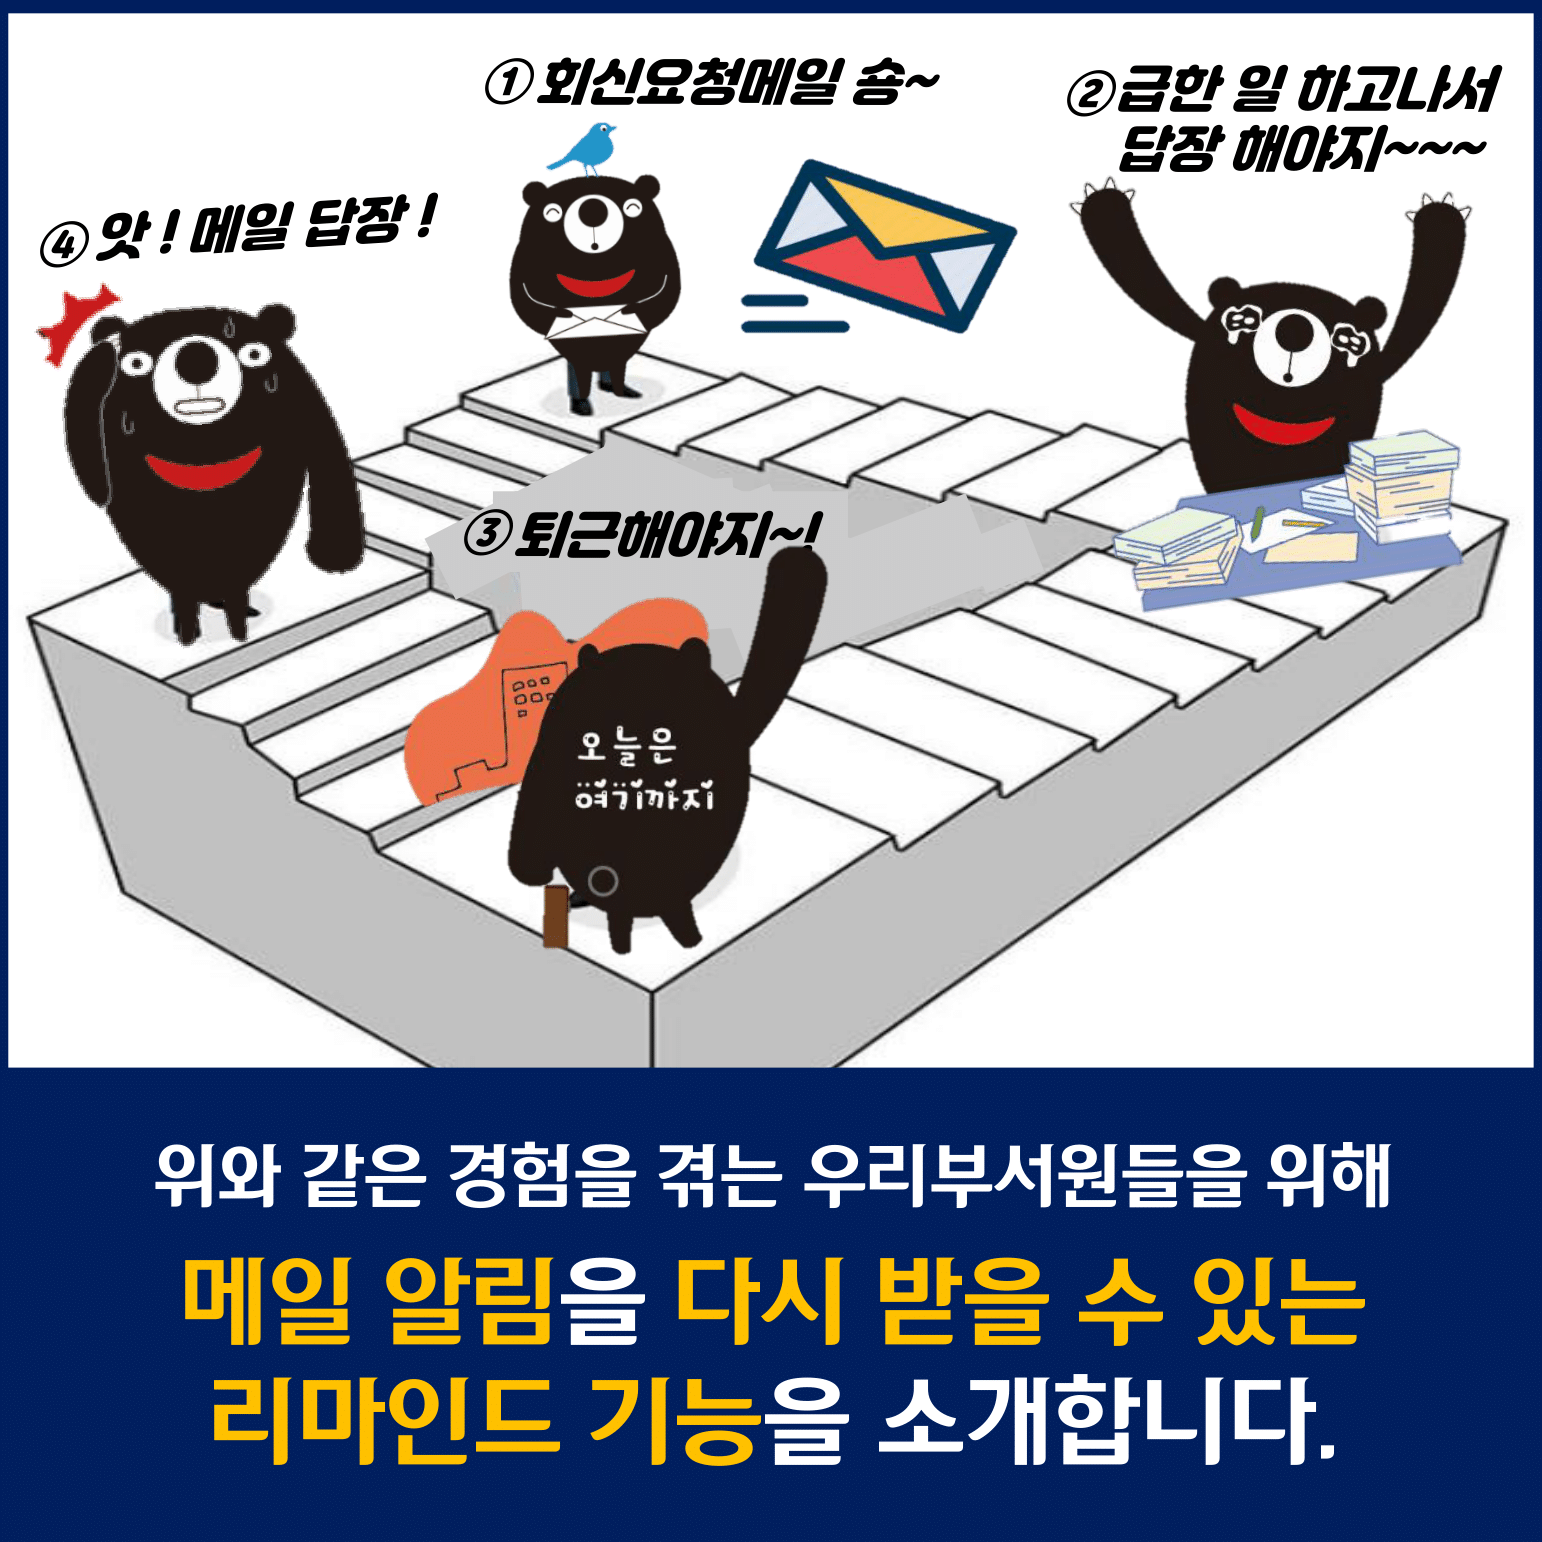 ① 회신요청메일 숑~
② 급한 일 하고나서
답장 해야지~~~
③ 퇴근해야지~!
오늘은
여기까지
④ 앗! 메일 답장!
위와 같은 경험을 겪는 우리부서원들을 위해
메일 알림을 다시 받을 수 있는
리마인드 기능을 소개합니다.